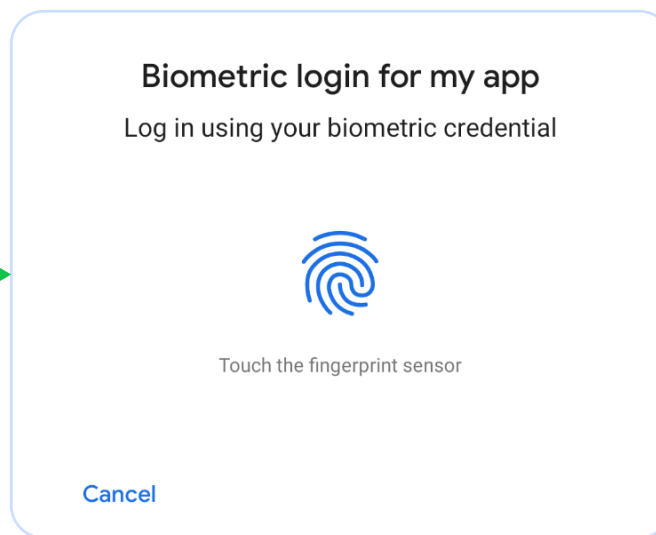 Biometric login for my app
Log in using your biometric credential
Touch the fingerprint sensor
Cancel